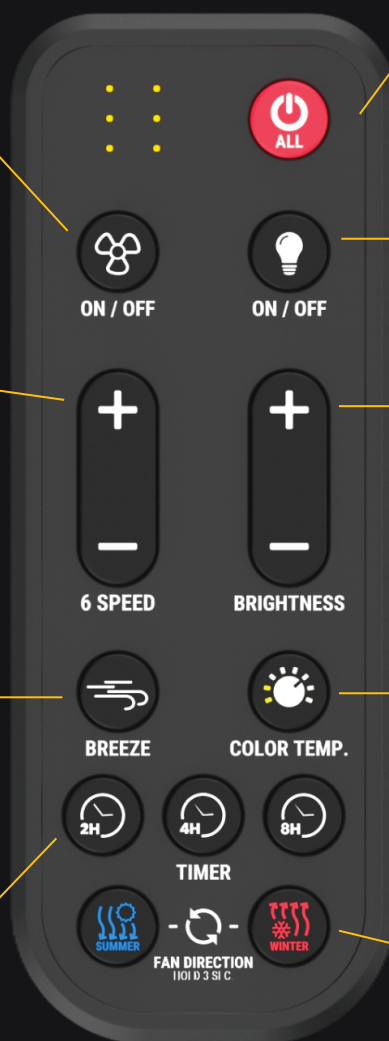 ALL
ON / OFF
ON / OFF
6 SPEED
BRIGHTNESS
BREEZE
COLOR TEMP.
2H
4H
8H
TIMER
SUMMER
WINTER
FAN DIRECTION